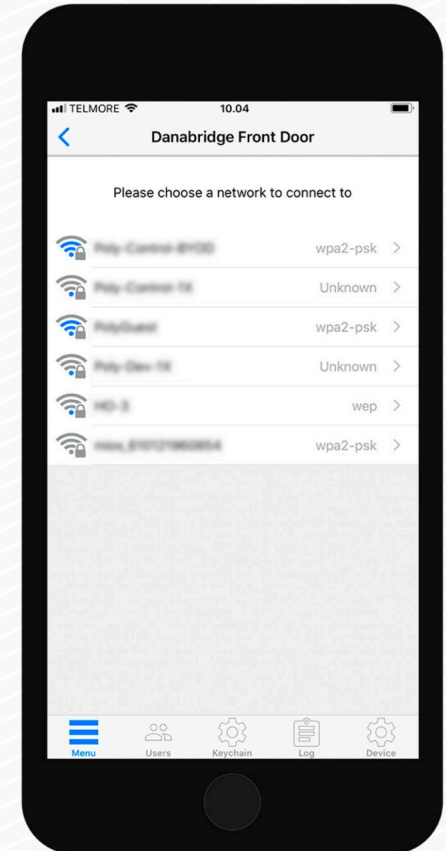 TELMORE 10.04
Danabridge Front Door
Please choose a network to connect to
wpa2-psk
Unknown
wpa2-psk
Unknown
wep
wpa2-psk
Menu Users Keychain Log Device